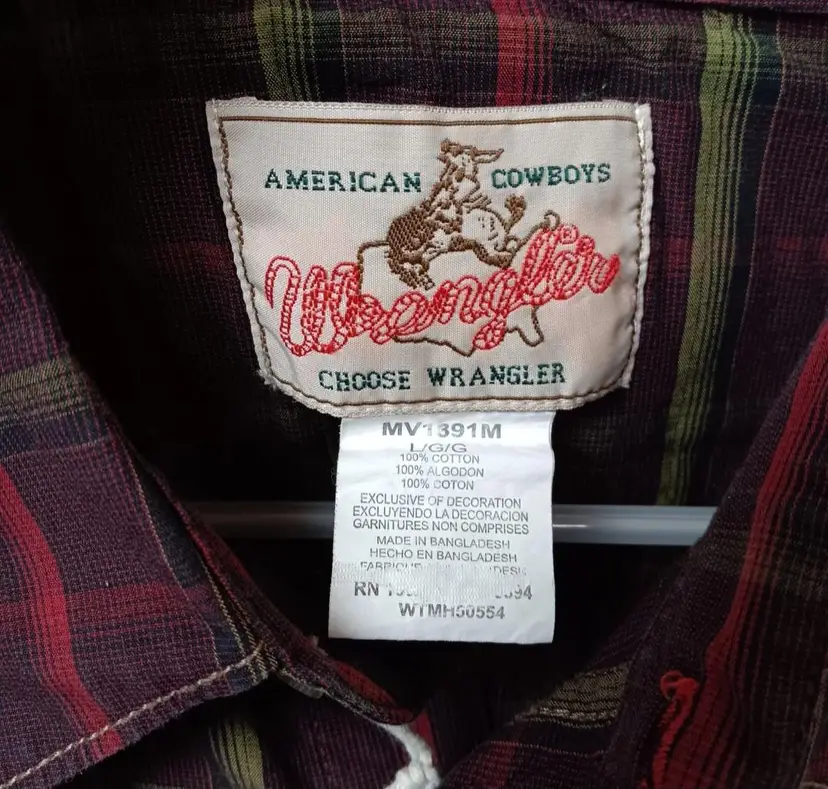 AMERICAN COWBOYS
Wrangler®
CHOOSE WRANGLER
MV1391M
L/G/G
100% COTTON
100% ALGODON
100% COTON
EXCLUSIVE OF DECORATION
EXCLUYENDO LA DECORACION
GARNITURES NON COMPRISES
MADE IN BANGLADESH
HECHO EN BANGLADESH
RN
WTMH50554